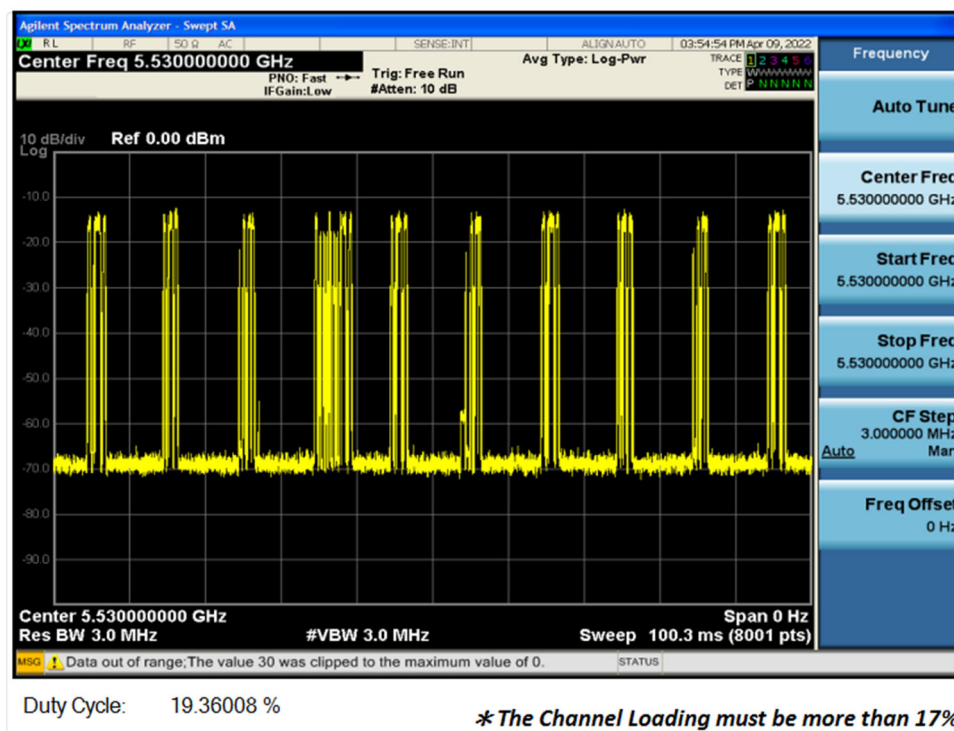 Agilent Spectrum Analyzer - Swept SA
RL RF 50 Ω AC SENSE:INT ALIGN AUTO 03:54:54 PM Apr 09, 2022
Center Freq 5.530000000 GHz
PNO: Fast
IFGain:Low
Trig: Free Run
#Atten: 10 dB
Avg Type: Log-Pwr
TRACE 1 2 3 4 5 6
TYPE WWWWWW
DET P N N N N N
10 dB/div
Log
Ref 0.00 dBm
-10.0
-20.0
-30.0
-40.0
-50.0
-60.0
-70.0
-80.0
-90.0
Center 5.530000000 GHz
Span 0 Hz
Res BW 3.0 MHz
#VBW 3.0 MHz
Sweep 100.3 ms (8001 pts)
MSG Data out of range;The value 30 was clipped to the maximum value of 0. STATUS
Frequency
Auto Tune
Center Freq
5.530000000 GHz
Start Freq
5.530000000 GHz
Stop Freq
5.530000000 GHz
CF Step
3.000000 MHz
Auto Man
Freq Offset
0 Hz
Duty Cycle: 19.36008 %
* The Channel Loading must be more than 17%